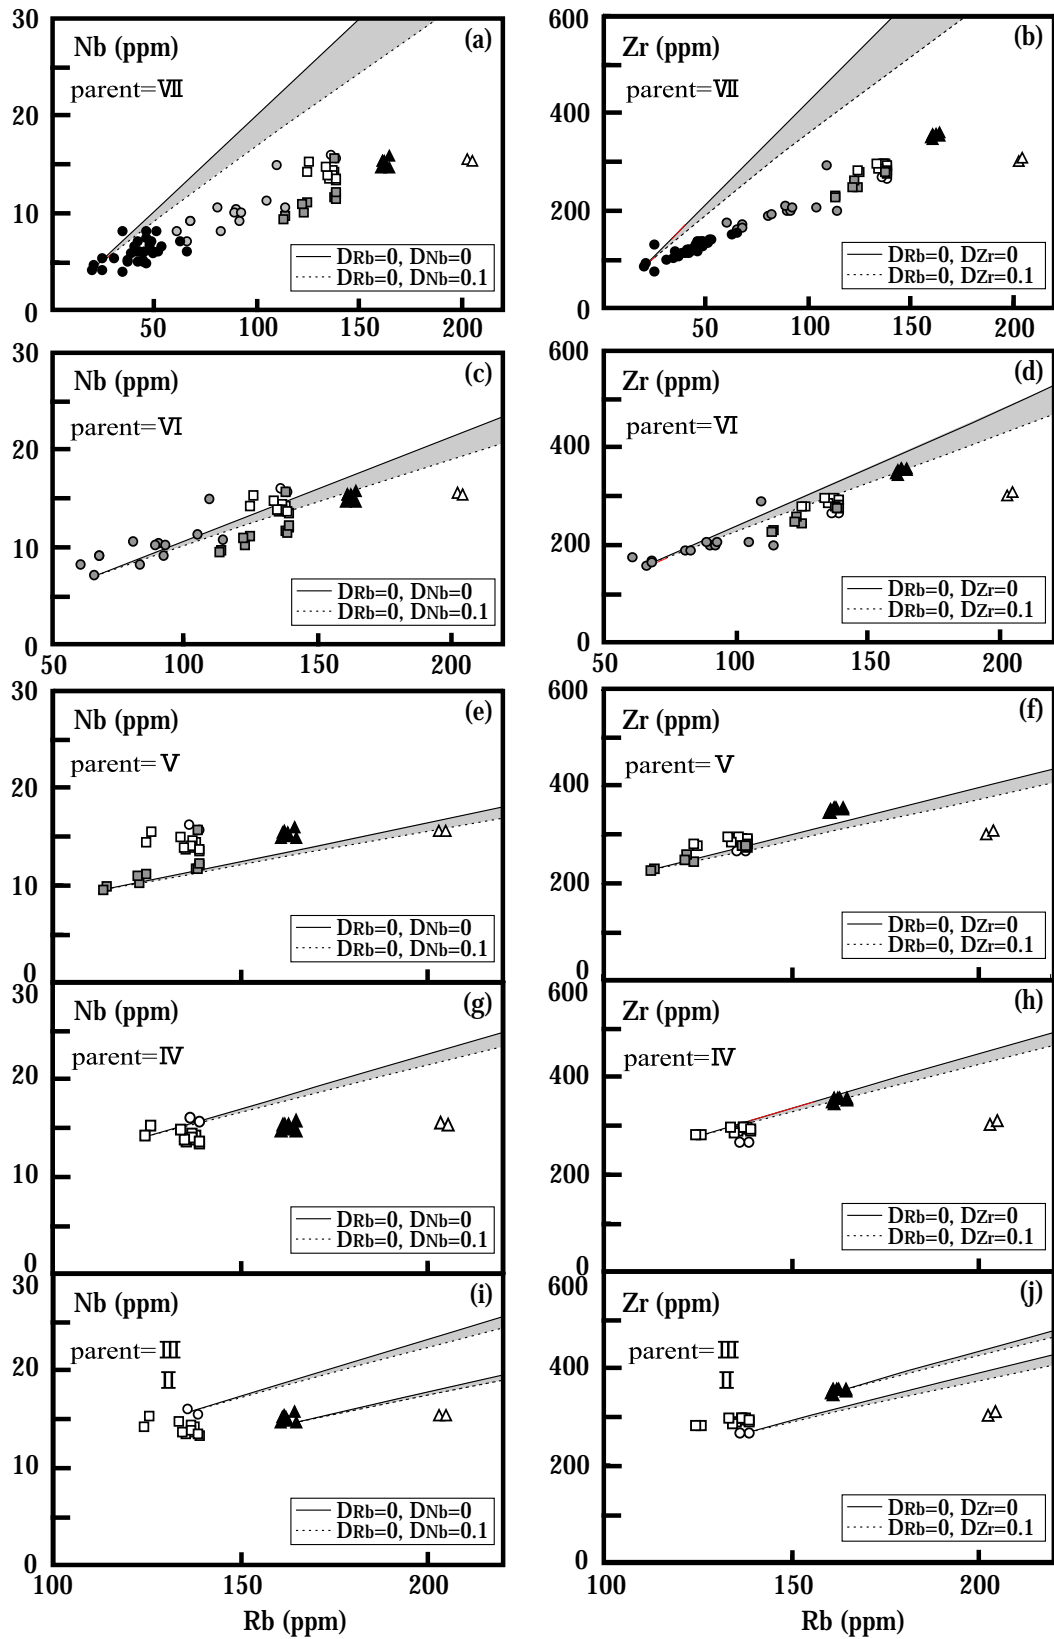 30
Nb (ppm)
(a)
parent=Ⅶ
20
10
DRb=0, DNb=0
DRb=0, DNb=0.1
0
50
100
150
200
600
Zr (ppm)
(b)
parent=Ⅶ
400
200
DRb=0, DZr=0
DRb=0, DZr=0.1
0
50
100
150
200
30
Nb (ppm)
(c)
parent=Ⅵ
20
10
DRb=0, DNb=0
DRb=0, DNb=0.1
0
50
100
150
200
600
Zr (ppm)
(d)
parent=Ⅵ
400
200
DRb=0, DZr=0
DRb=0, DZr=0.1
0
50
100
150
200
30
Nb (ppm)
(e)
parent=Ⅴ
20
10
DRb=0, DNb=0
DRb=0, DNb=0.1
0
150
200
600
Zr (ppm)
(f)
parent=Ⅴ
400
200
DRb=0, DZr=0
DRb=0, DZr=0.1
0
150
200
30
Nb (ppm)
(g)
parent=Ⅳ
20
10
DRb=0, DNb=0
DRb=0, DNb=0.1
0
600
Zr (ppm)
(h)
parent=Ⅳ
400
200
DRb=0, DZr=0
DRb=0, DZr=0.1
0
30
Nb (ppm)
(i)
parent=Ⅲ
Ⅱ
20
10
DRb=0, DNb=0
DRb=0, DNb=0.1
0
100
150
200
Rb (ppm)
600
Zr (ppm)
(j)
parent=Ⅲ
Ⅱ
400
200
DRb=0, DZr=0
DRb=0, DZr=0.1
0
100
150
200
Rb (ppm)